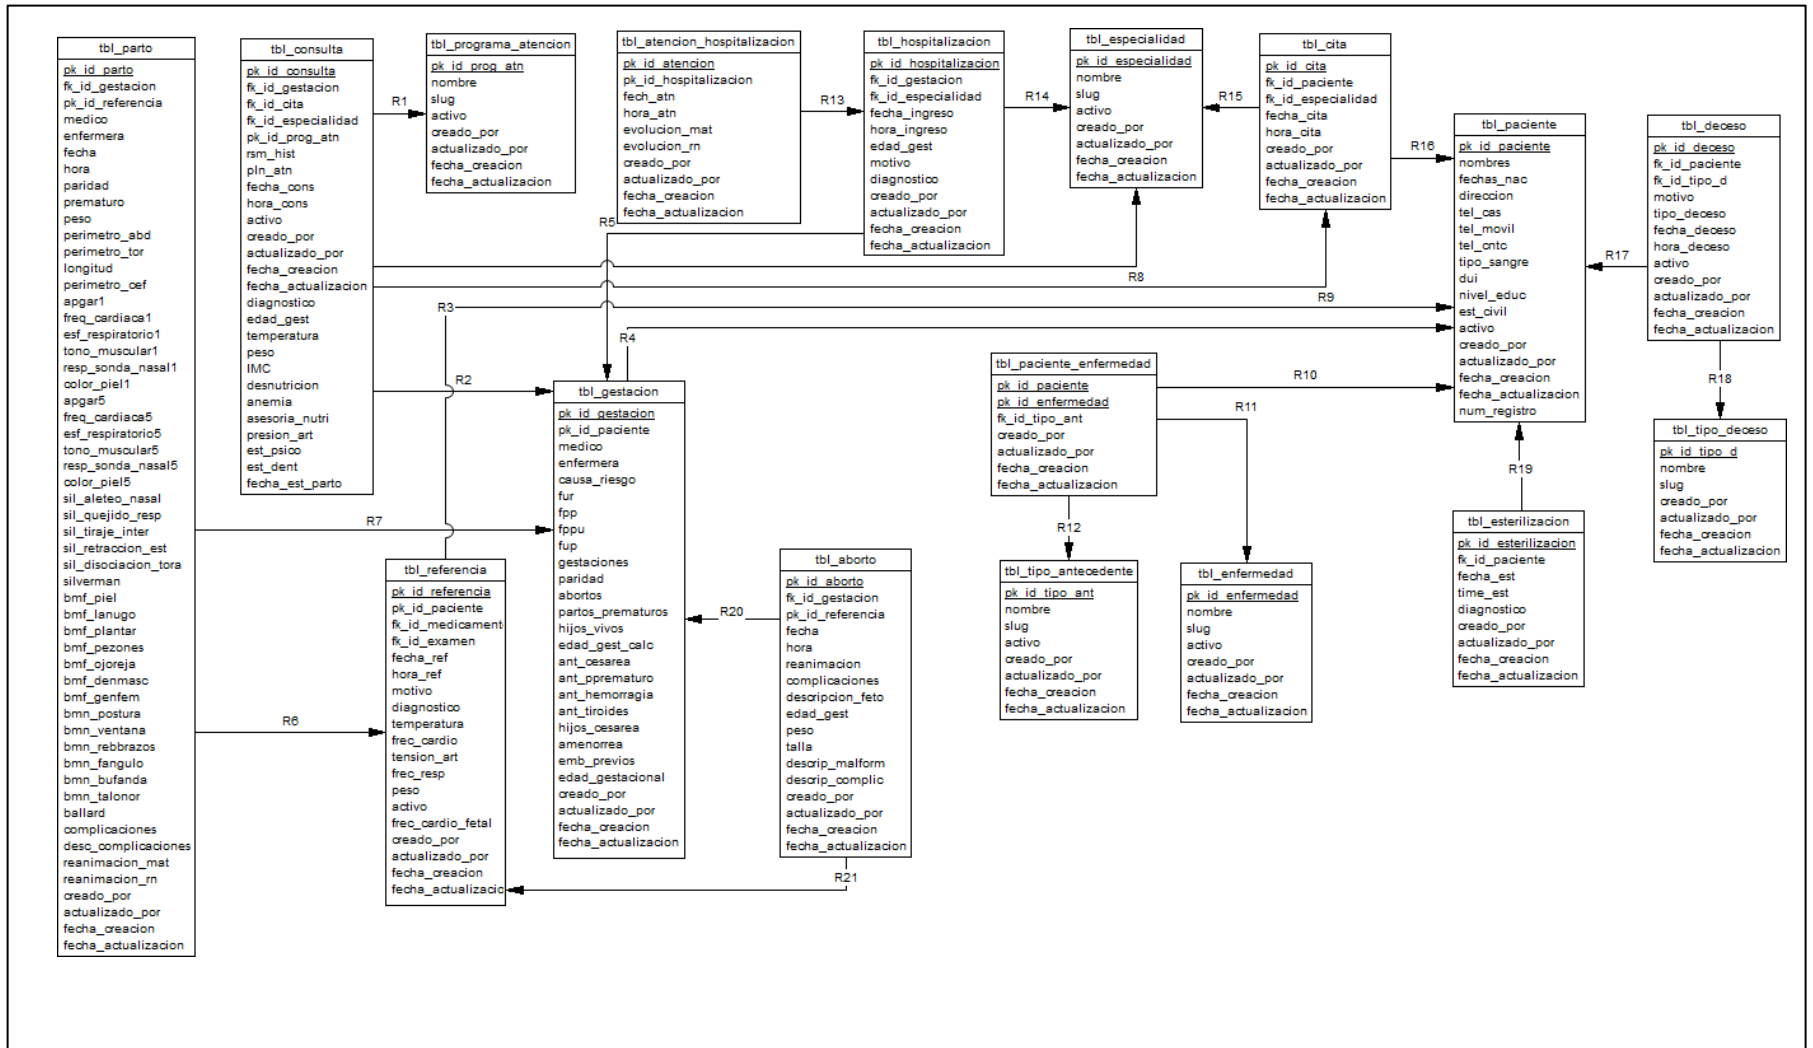 tbl_parto
pk_id_parto
fk_id_gestacion
pk_id_referencia
medico
enfermera
fecha
hora
paridad
prematuro
peso
perimetro_abd
perimetro_tor
longitud
perimetro_cef
apgar1
freq_cardiaca1
esf_respiratorio1
tono_muscular1
resp_sonda_nasal1
color_piel1
apgar5
freq_cardiaca5
esf_respiratorio5
tono_muscular5
resp_sonda_nasal5
color_piel5
sil_aleteo_nasal
sil_quejido_resp
sil_tiraje_inter
sil_retraccion_est
sil_disociacion_tora
silverman
bmf_piel
bmf_lanugo
bmf_plantar
bmf_pezones
bmf_ojoreja
bmf_denmasc
bmf_genfem
bmn_postura
bmn_ventana
bmn_rebbrazos
bmn_fangulo
bmn_bufanda
bmn_talonor
ballard
complicaciones
desc_complicaciones
reanimacion_mat
reanimacion_rn
creado_por
actualizado_por
fecha_creacion
fecha_actualizacion
tbl_consulta
pk_id_consulta
fk_id_gestacion
fk_id_cita
fk_id_especialidad
pk_id_prog_atn
rsm_hist
pln_atn
fecha_cons
hora_cons
activo
creado_por
actualizado_por
fecha_creacion
fecha_actualizacion
diagnostico
edad_gest
temperatura
peso
IMC
desnutricion
anemia
asesoria_nutri
presion_art
est_psico
est_dent
fecha_est_parto
R1
tbl_programa_atencion
pk_id_prog_atn
nombre
slug
activo
creado_por
actualizado_por
fecha_creacion
fecha_actualizacion
tbl_atencion_hospitalizacion
pk_id_atencion
pk_id_hospitalizacion
fech_atn
hora_atn
evolucion_mat
evolucion_rn
creado_por
actualizado_por
fecha_creacion
fecha_actualizacion
R13
tbl_hospitalizacion
pk_id_hospitalizacion
fk_id_gestacion
fk_id_especialidad
fecha_ingreso
hora_ingreso
edad_gest
motivo
diagnostico
creado_por
actualizado_por
fecha_creacion
fecha_actualizacion
R14
tbl_especialidad
pk_id_especialidad
nombre
slug
activo
creado_por
actualizado_por
fecha_creacion
fecha_actualizacion
R15
tbl_cita
pk_id_cita
fk_id_paciente
fk_id_especialidad
fecha_cita
hora_cita
creado_por
actualizado_por
fecha_creacion
fecha_actualizacion
R16
tbl_paciente
pk_id_paciente
nombres
fechas_nac
direccion
tel_cas
tel_movil
tel_cntc
tipo_sangre
dui
nivel_educ
est_civil
activo
creado_por
actualizado_por
fecha_creacion
fecha_actualizacion
num_registro
R17
tbl_deceso
pk_id_deceso
fk_id_paciente
fk_id_tipo_d
motivo
tipo_deceso
fecha_deceso
hora_deceso
activo
creado_por
actualizado_por
fecha_creacion
fecha_actualizacion
R5
R8
R3
R9
R4
R2
R10
R11
R18
R12
R19
R7
R6
R20
R21
tbl_gestacion
pk_id_gestacion
pk_id_paciente
medico
enfermera
causa_riesgo
fur
fpp
fppu
fup
gestaciones
paridad
abortos
partos_prematuros
hijos_vivos
edad_gest_calc
ant_cesarea
ant_pprematuro
ant_hemorragia
ant_tiroides
hijos_cesarea
amenorrea
emb_previos
edad_gestacional
creado_por
actualizado_por
fecha_creacion
fecha_actualizacion
tbl_paciente_enfermedad
pk_id_paciente
pk_id_enfermedad
fk_id_tipo_ant
creado_por
actualizado_por
fecha_creacion
fecha_actualizacion
tbl_tipo_deceso
pk_id_tipo_d
nombre
slug
creado_por
actualizado_por
fecha_creacion
fecha_actualizacion
tbl_esterilizacion
pk_id_esterilizacion
fk_id_paciente
fecha_est
time_est
diagnostico
creado_por
actualizado_por
fecha_creacion
fecha_actualizacion
tbl_referencia
pk_id_referencia
pk_id_paciente
fk_id_medicament
fk_id_examen
fecha_ref
hora_ref
motivo
diagnostico
temperatura
frec_cardio
tension_art
frec_resp
peso
activo
frec_cardio_fetal
creado_por
actualizado_por
fecha_creacion
fecha_actualizacio
tbl_aborto
pk_id_aborto
fk_id_gestacion
pk_id_referencia
fecha
hora
reanimacion
complicaciones
descripcion_feto
edad_gest
peso
talla
descrip_malform
descrip_complic
creado_por
actualizado_por
fecha_creacion
fecha_actualizacion
tbl_tipo_antecedente
pk_id_tipo_ant
nombre
slug
activo
creado_por
actualizado_por
fecha_creacion
fecha_actualizacion
tbl_enfermedad
pk_id_enfermedad
nombre
slug
activo
creado_por
actualizado_por
fecha_creacion
fecha_actualizacion